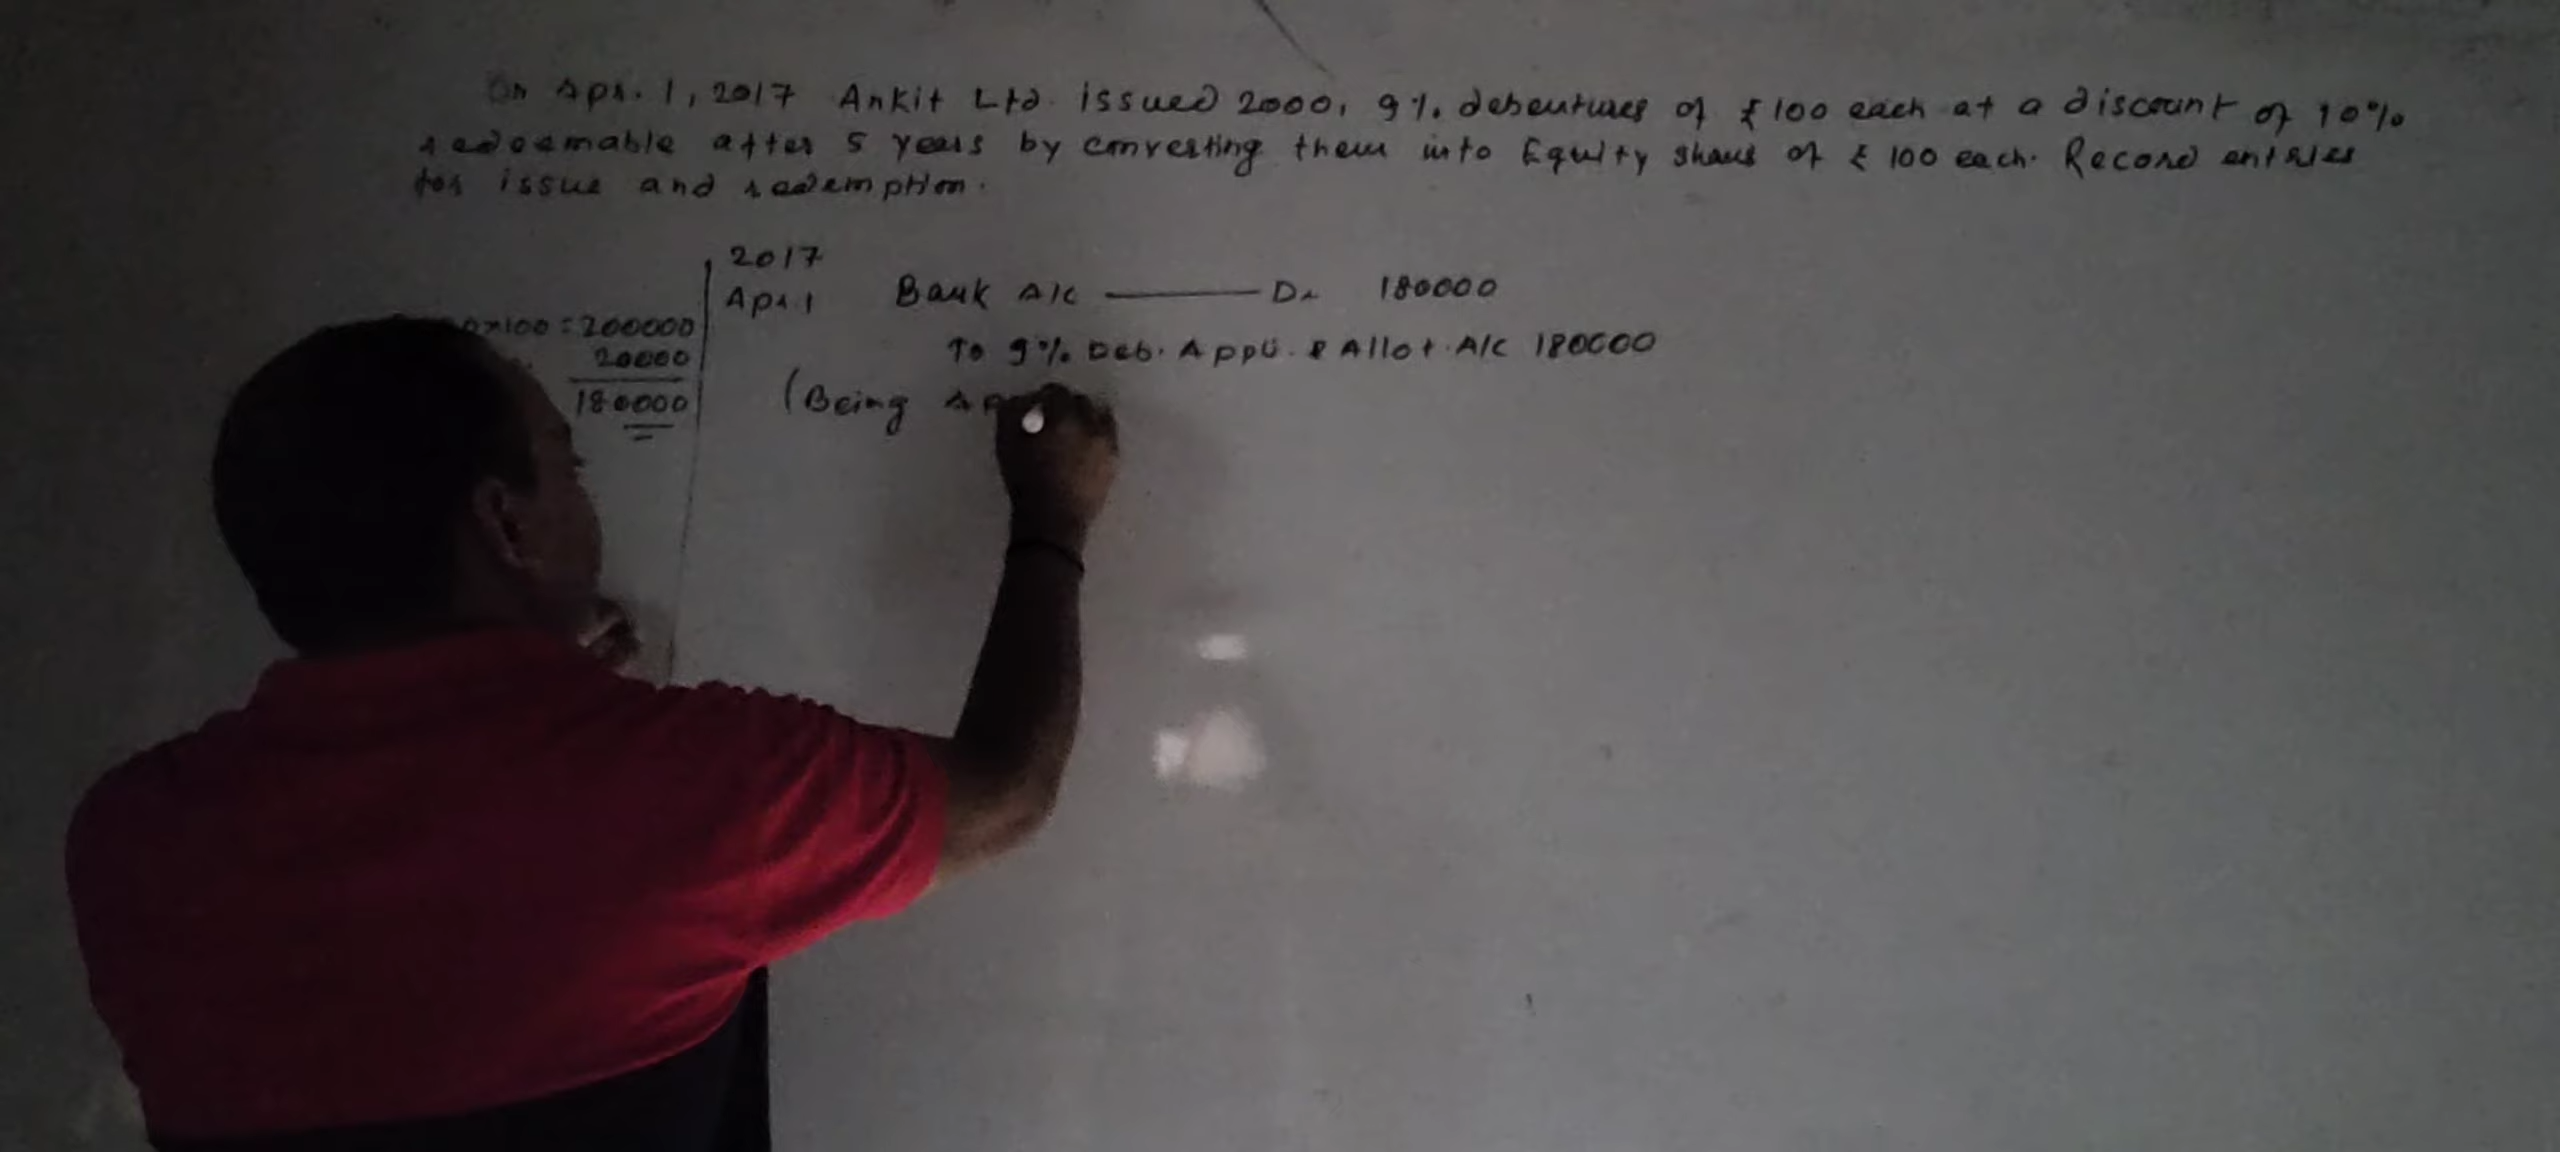 On Apr. 1, 2017 Ankit Ltd. issued 2000, 9% debentures of ₹100 each at a discount of 10%
redeemable after 5 years by converting them into Equity shares of ₹ 100 each. Record entries
for issue and redemption.
2017
Apr. 1 Bank A/c ——— Dr 180000
To 9% Deb. Appli. & Allot. A/c 180000
(Being
×100 = 200000
20000
180000